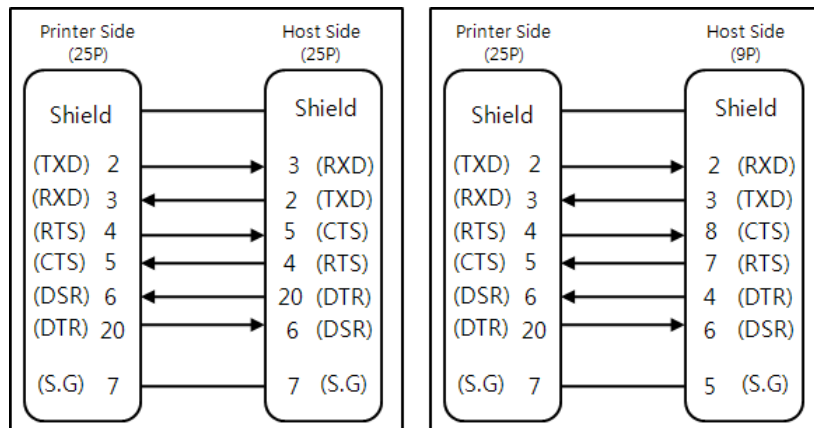 Printer Side Host Side
(25P) (25P)
Shield Shield
(TXD) 2 3 (RXD)
(RXD) 3 2 (TXD)
(RTS) 4 5 (CTS)
(CTS) 5 4 (RTS)
(DSR) 6 20 (DTR)
(DTR) 20 6 (DSR)
(S.G) 7 7 (S.G)
Printer Side Host Side
(25P) (9P)
Shield Shield
(TXD) 2 2 (RXD)
(RXD) 3 3 (TXD)
(RTS) 4 8 (CTS)
(CTS) 5 7 (RTS)
(DSR) 6 4 (DTR)
(DTR) 20 6 (DSR)
(S.G) 7 5 (S.G)